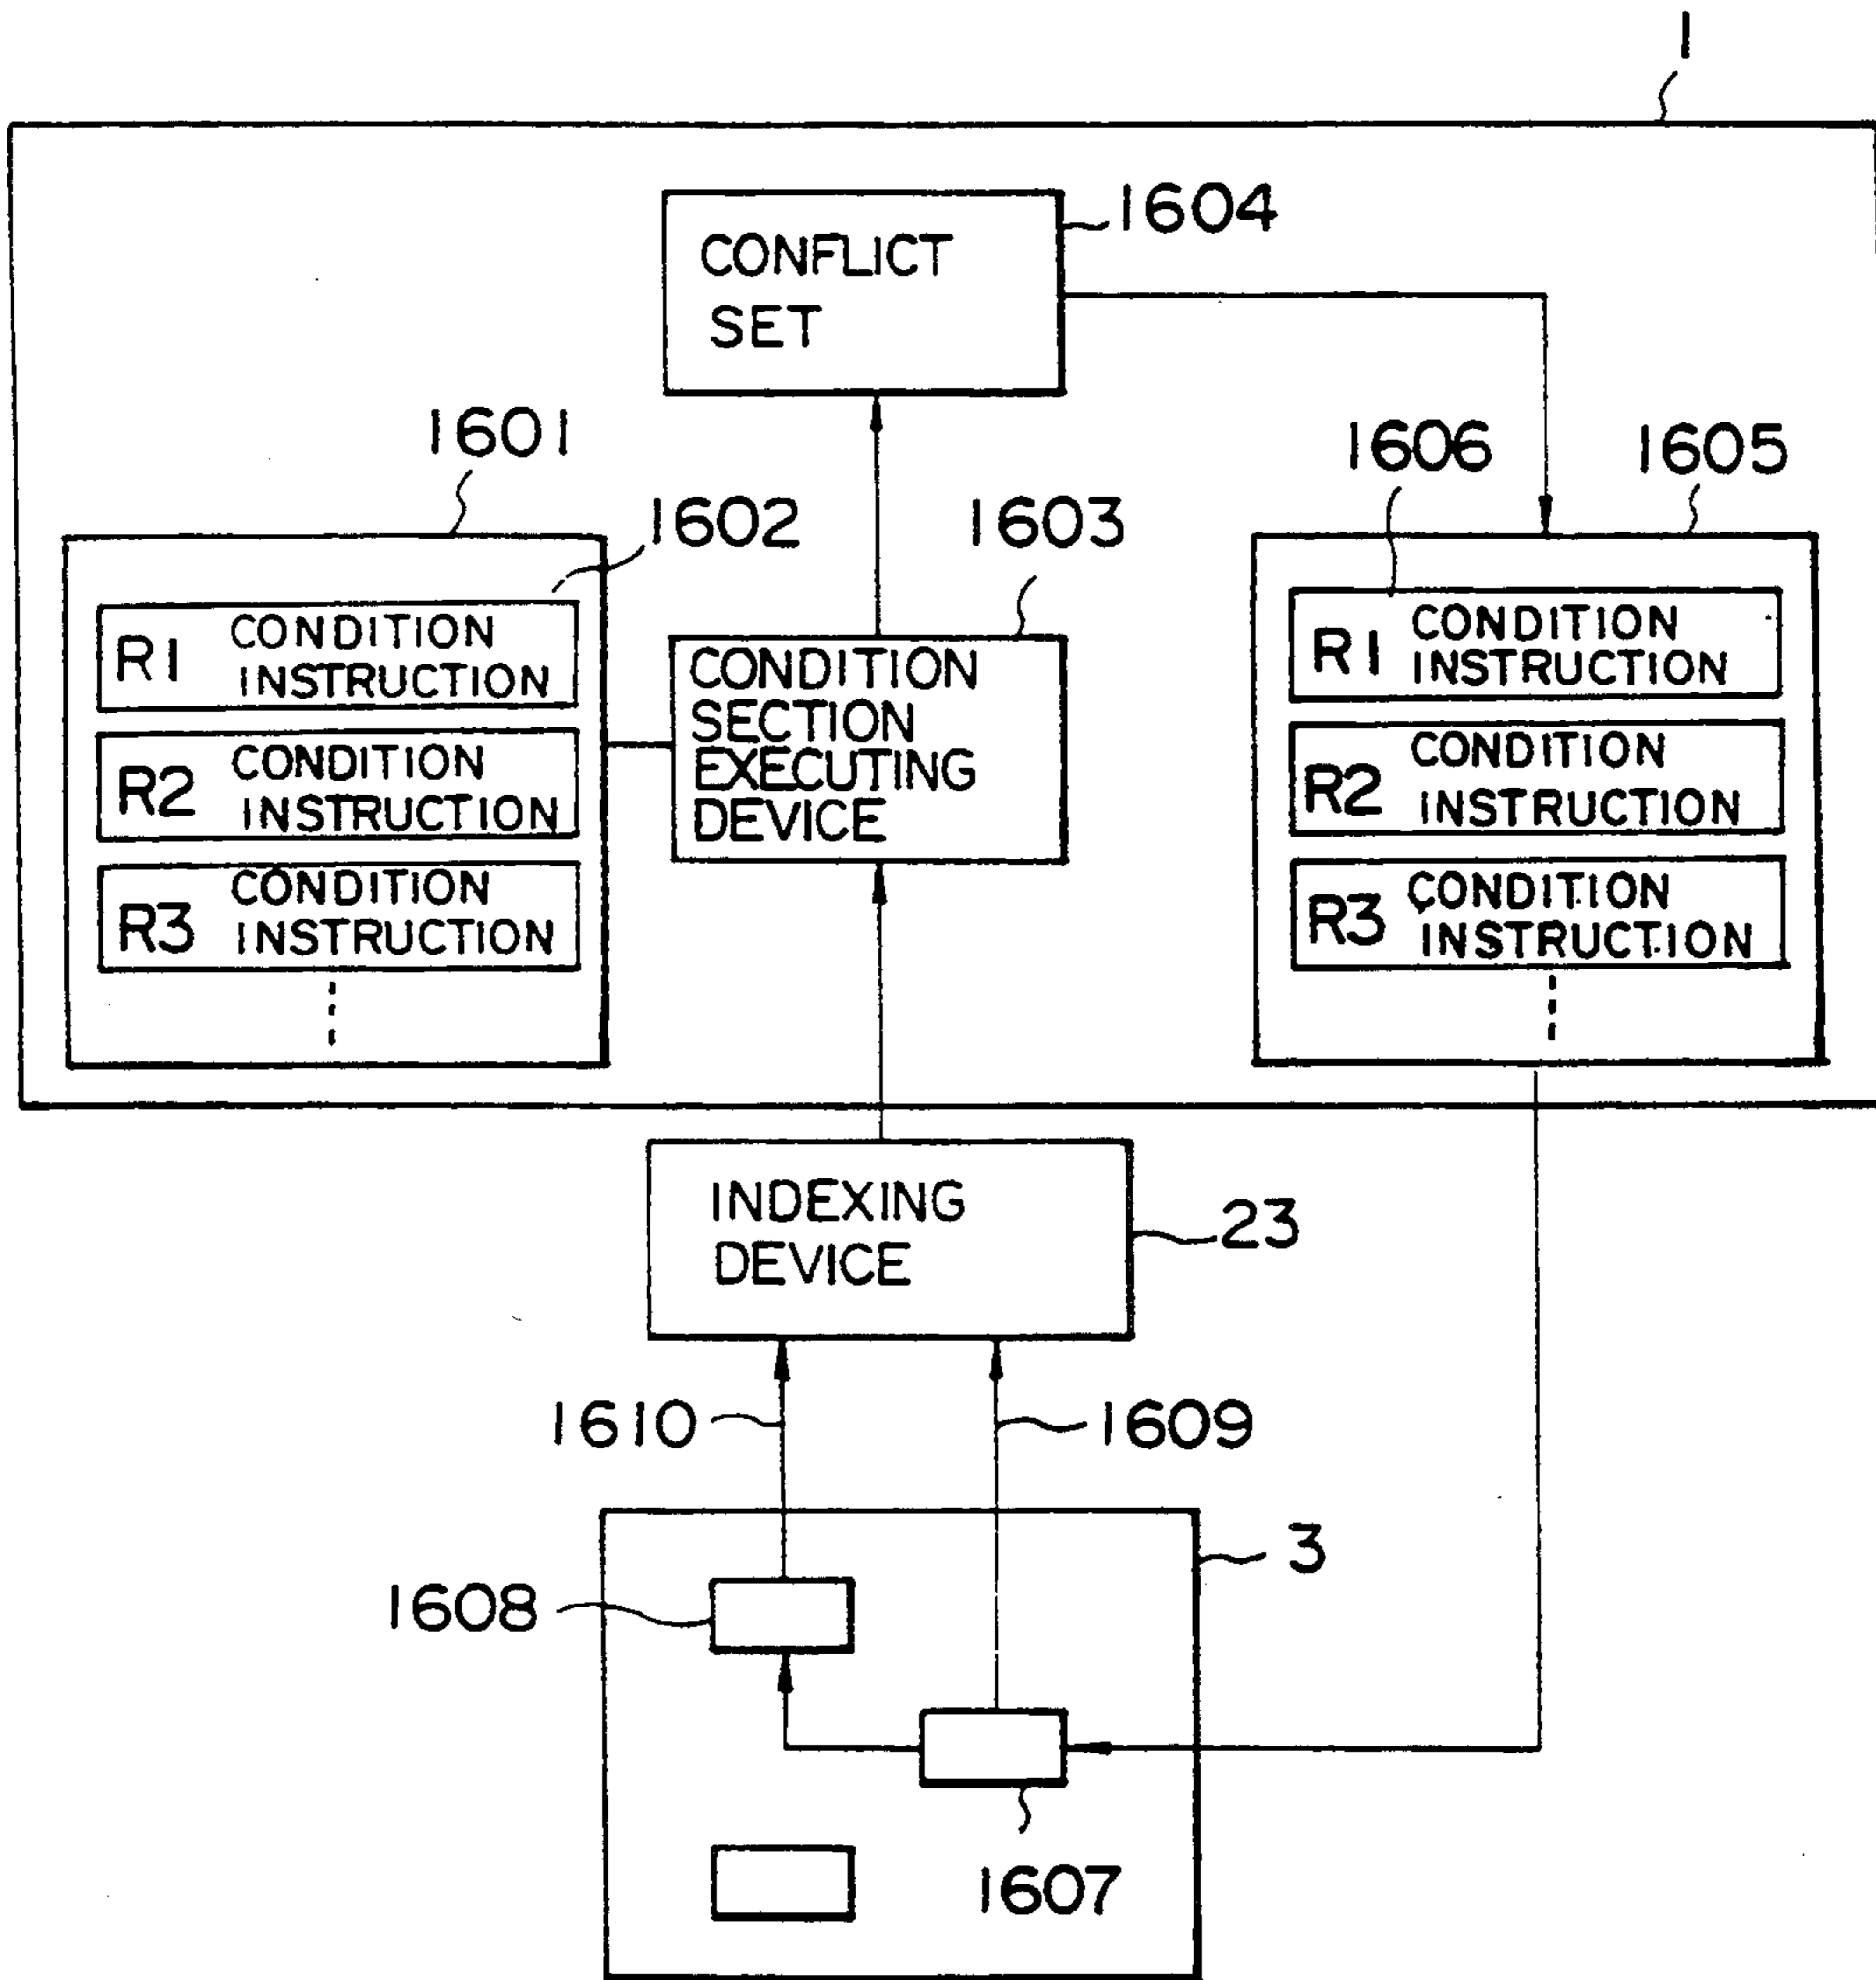 1
1604
CONFLICT
SET
1601
1602
1603
1606
1605
R1 CONDITION
INSTRUCTION
R2 CONDITION
INSTRUCTION
R3 CONDITION
INSTRUCTION
CONDITION
SECTION
EXECUTING
DEVICE
R1 CONDITION
INSTRUCTION
R2 CONDITION
INSTRUCTION
R3 CONDITION
INSTRUCTION
INDEXING
DEVICE
23
1610
1609
3
1608
1607